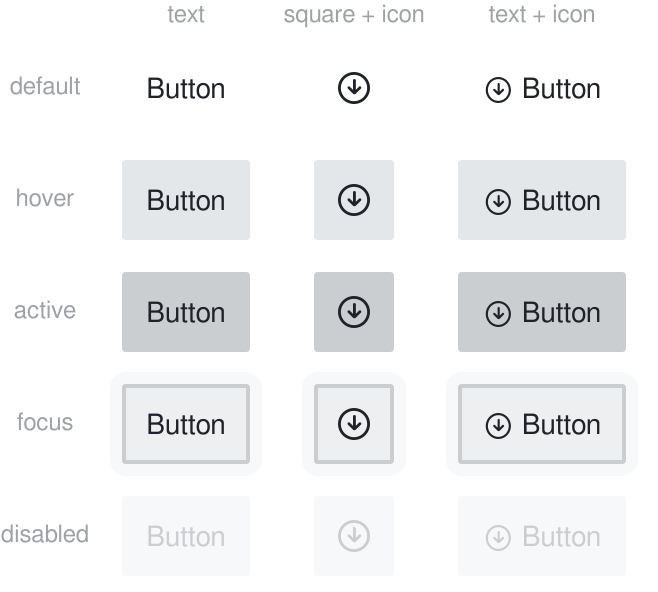 text square + icon text + icon
default Button Button
hover Button Button
active Button Button
focus Button Button
disabled Button Button